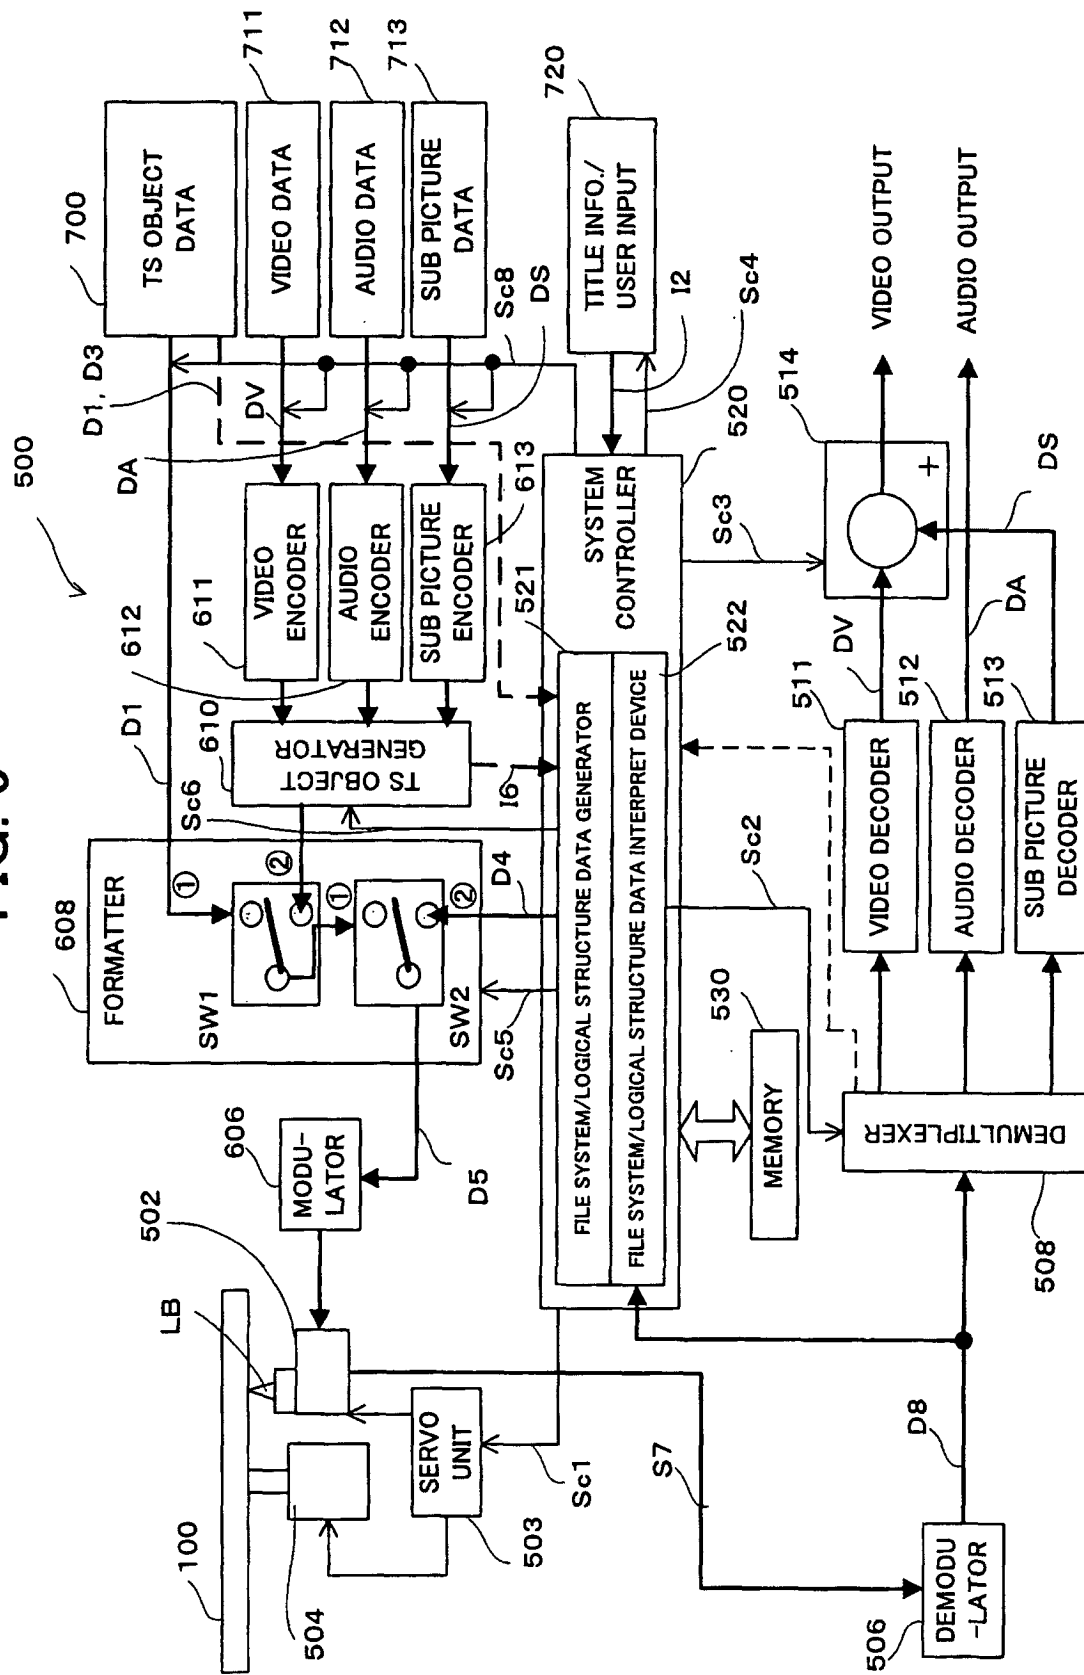 500
100
LB
502
504
SERVO
UNIT
503
Sc1
S7
606
MODU-
LATOR
D5
608
FORMATTER
①
②
SW1
①
②
SW2
Sc5
D4
D1
Sc6
610
TS OBJECT
GENERATOR
I6
612
611
VIDEO
ENCODER
AUDIO
ENCODER
SUB PICTURE
ENCODER
613
DV
DA
D1, D3
DS
Sc8
700
TS OBJECT
DATA
VIDEO DATA
711
AUDIO DATA
712
SUB PICTURE
DATA
713
720
TITLE INFO./
USER INPUT
I2
Sc4
520
SYSTEM
CONTROLLER
521
FILE SYSTEM/LOGICAL STRUCTURE DATA GENERATOR
FILE SYSTEM/LOGICAL STRUCTURE DATA INTERPRET DEVICE
522
Sc3
Sc2
530
MEMORY
506
DEMODU
-LATOR
D8
508
DEMULTIPLEXER
511
VIDEO DECODER
512
AUDIO DECODER
513
SUB PICTURE
DECODER
DV
DA
DS
514
+
VIDEO OUTPUT
AUDIO OUTPUT